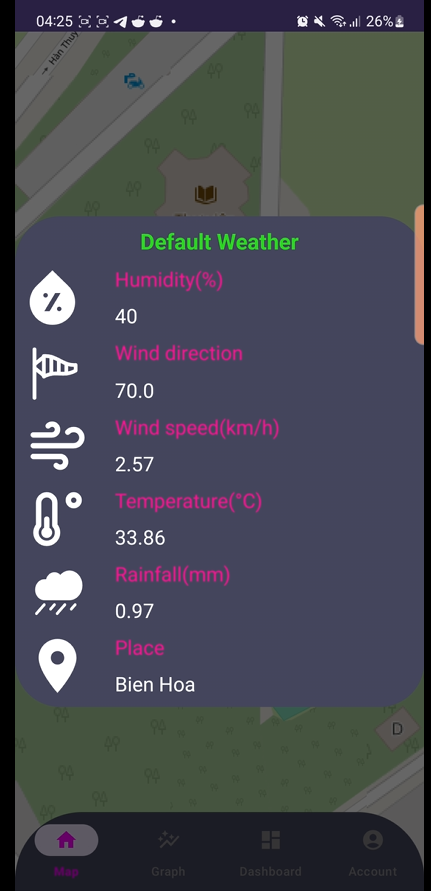 04:25
26%
Hàn Thuy
Default Weather
Humidity(%)
40
Wind direction
70.0
Wind speed(km/h)
2.57
Temperature(°C)
33.86
Rainfall(mm)
0.97
Place
Bien Hoa
D
Map
Graph
Dashboard
Account